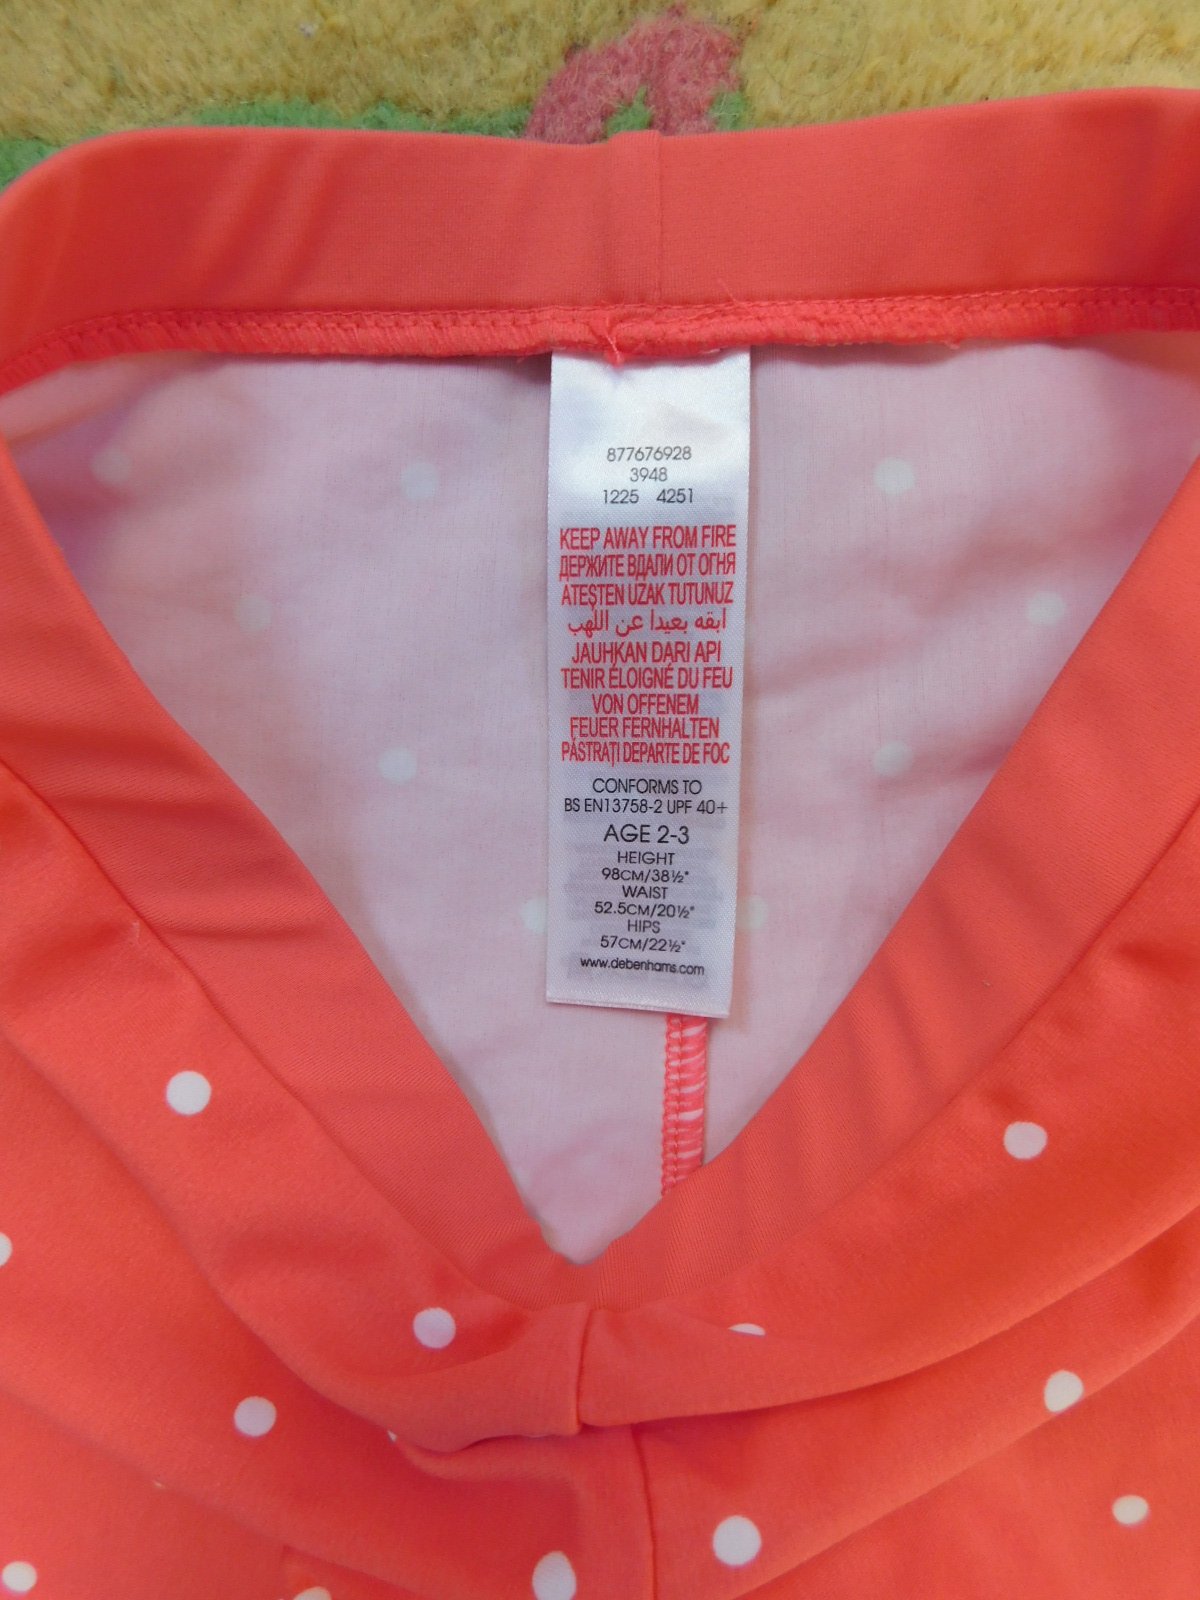 877676928
3948
1225 4251
KEEP AWAY FROM FIRE
ДЕРЖИТЕ ВДАЛИ ОТ ОГНЯ
ATEŞTEN UZAK TUTUNUZ
ابقه بعيدا عن اللهب
JAUHKAN DARI API
TENIR ÉLOIGNÉ DU FEU
VON OFFENEM
FEUER FERNHALTEN
PĂSTRAȚI DEPARTE DE FOC
CONFORMS TO
BS EN13758-2 UPF 40+
AGE 2-3
HEIGHT
98CM/38½"
WAIST
52.5CM/20½"
HIPS
57CM/22½"
www.debenhams.com